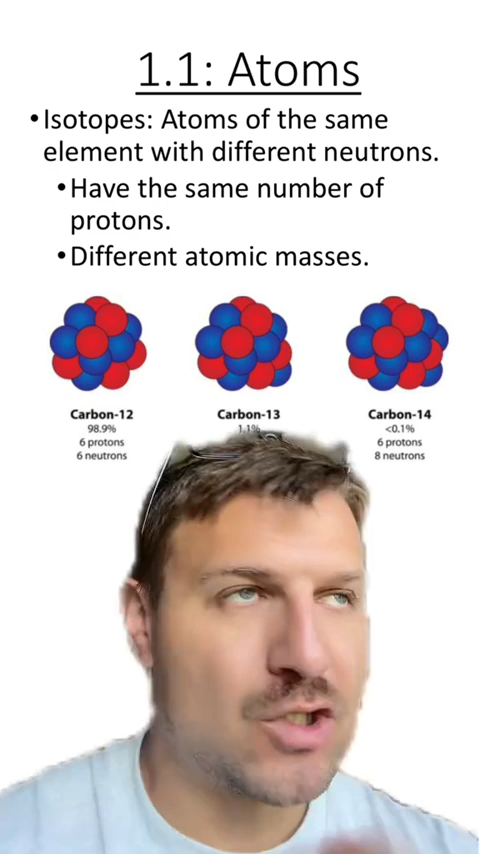 1.1: Atoms
•Isotopes: Atoms of the same
element with different neutrons.
•Have the same number of
protons.
•Different atomic masses.
Carbon-12 Carbon-13 Carbon-14
98.9% 1.1% <0.1%
6 protons 6 protons
6 neutrons 8 neutrons